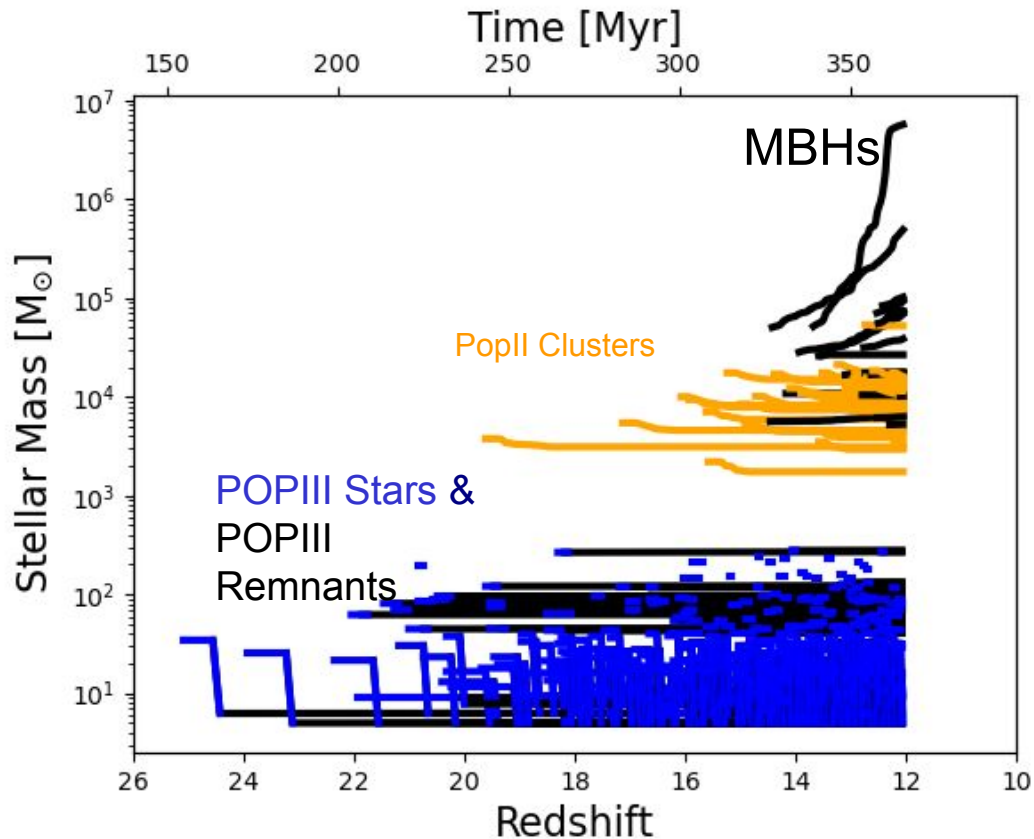 Time [Myr]
150 200 250 300 350
10⁷
MBHs
10⁶
10⁵
PopII Clusters
10⁴
10³
POPIII Stars &
POPIII
Remnants
10²
10¹
Stellar Mass [M☉]
26 24 22 20 18 16 14 12 10
Redshift